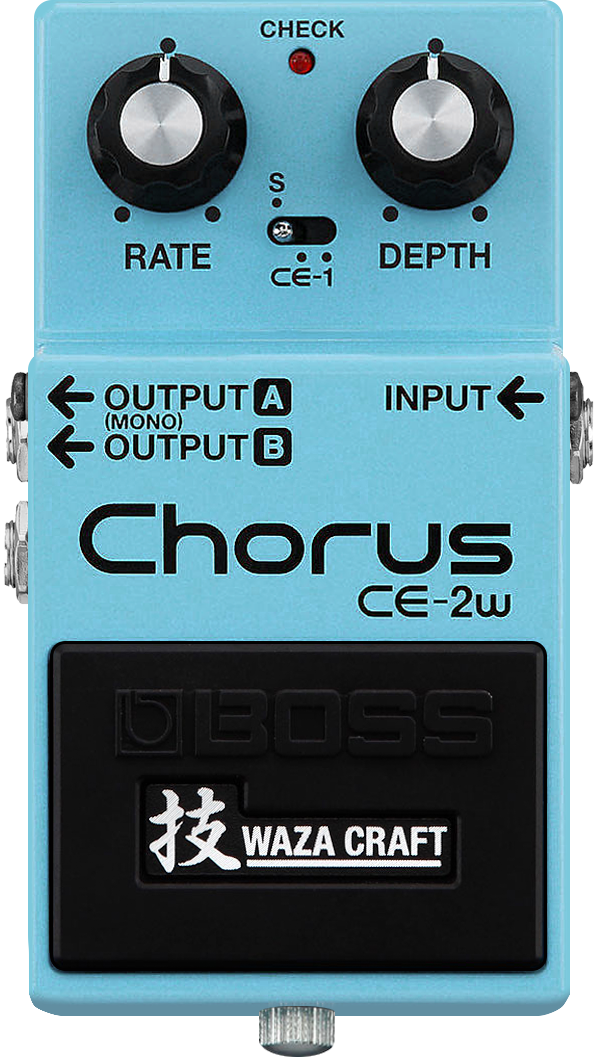 CHECK
S
RATE
CE-1
DEPTH
OUTPUT A
(MONO)
OUTPUT B
INPUT
Chorus
CE-2w
BOSS
技 WAZA CRAFT